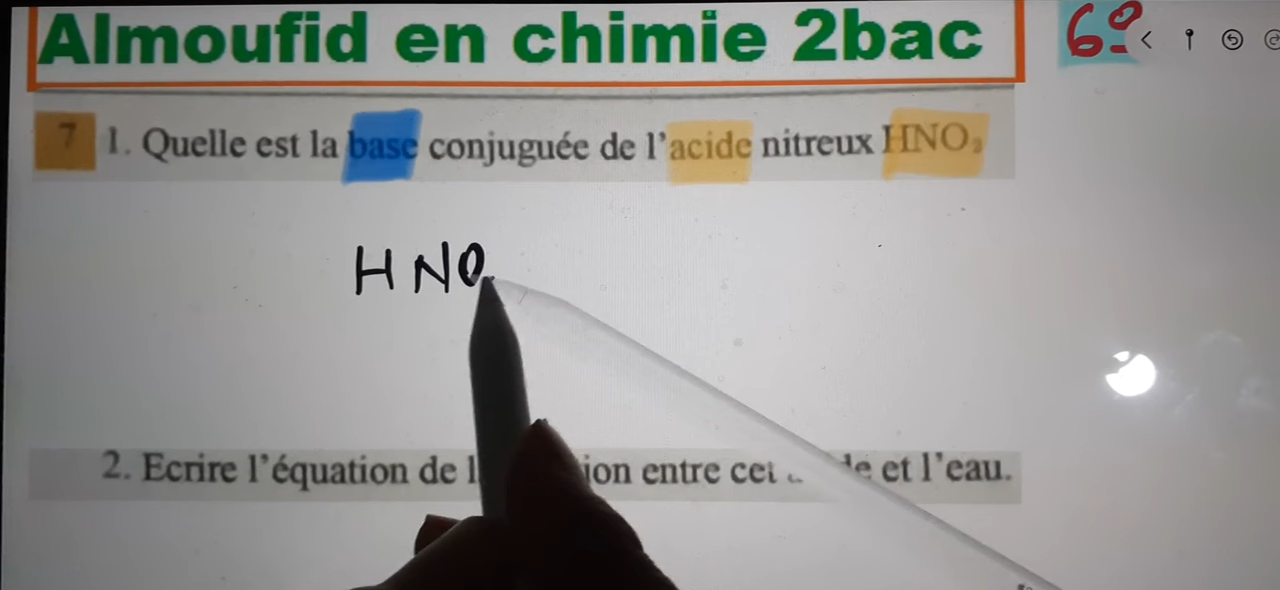 Almoufid en chimie 2bac
7 1. Quelle est la base conjuguée de l'acide nitreux HNO₂
HNO
2. Ecrire l'équation de entre cet et l'eau.